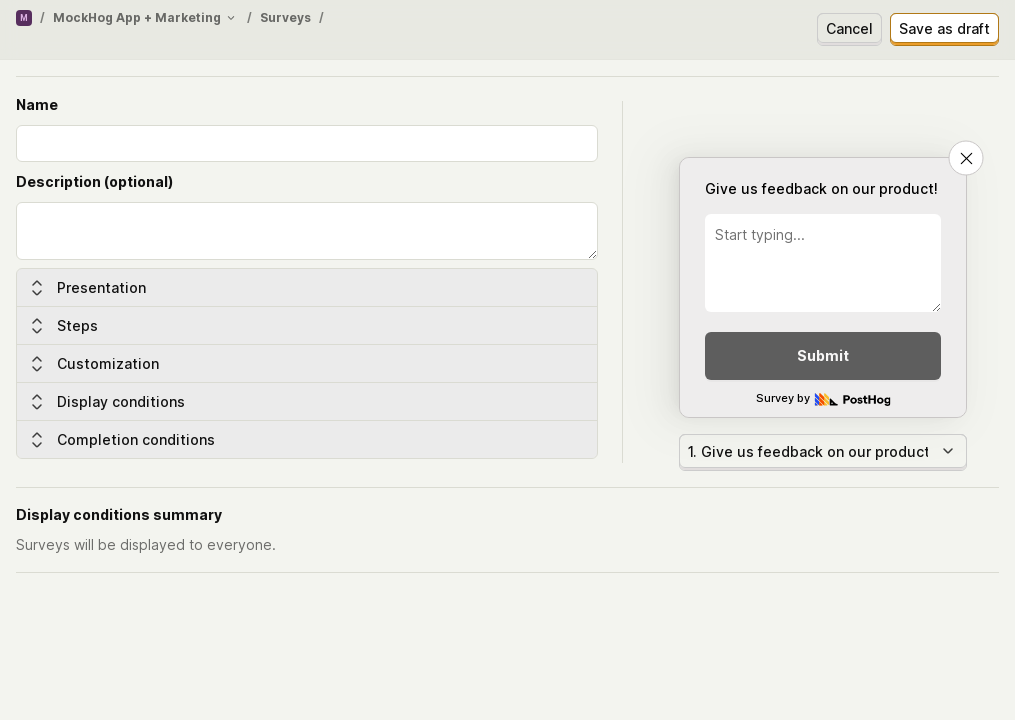 M / MockHog App + Marketing / Surveys /
Cancel
Save as draft
Name
Description (optional)
Presentation
Steps
Customization
Display conditions
Completion conditions
Give us feedback on our product!
Start typing...
Submit
Survey by PostHog
1. Give us feedback on our product
Display conditions summary
Surveys will be displayed to everyone.